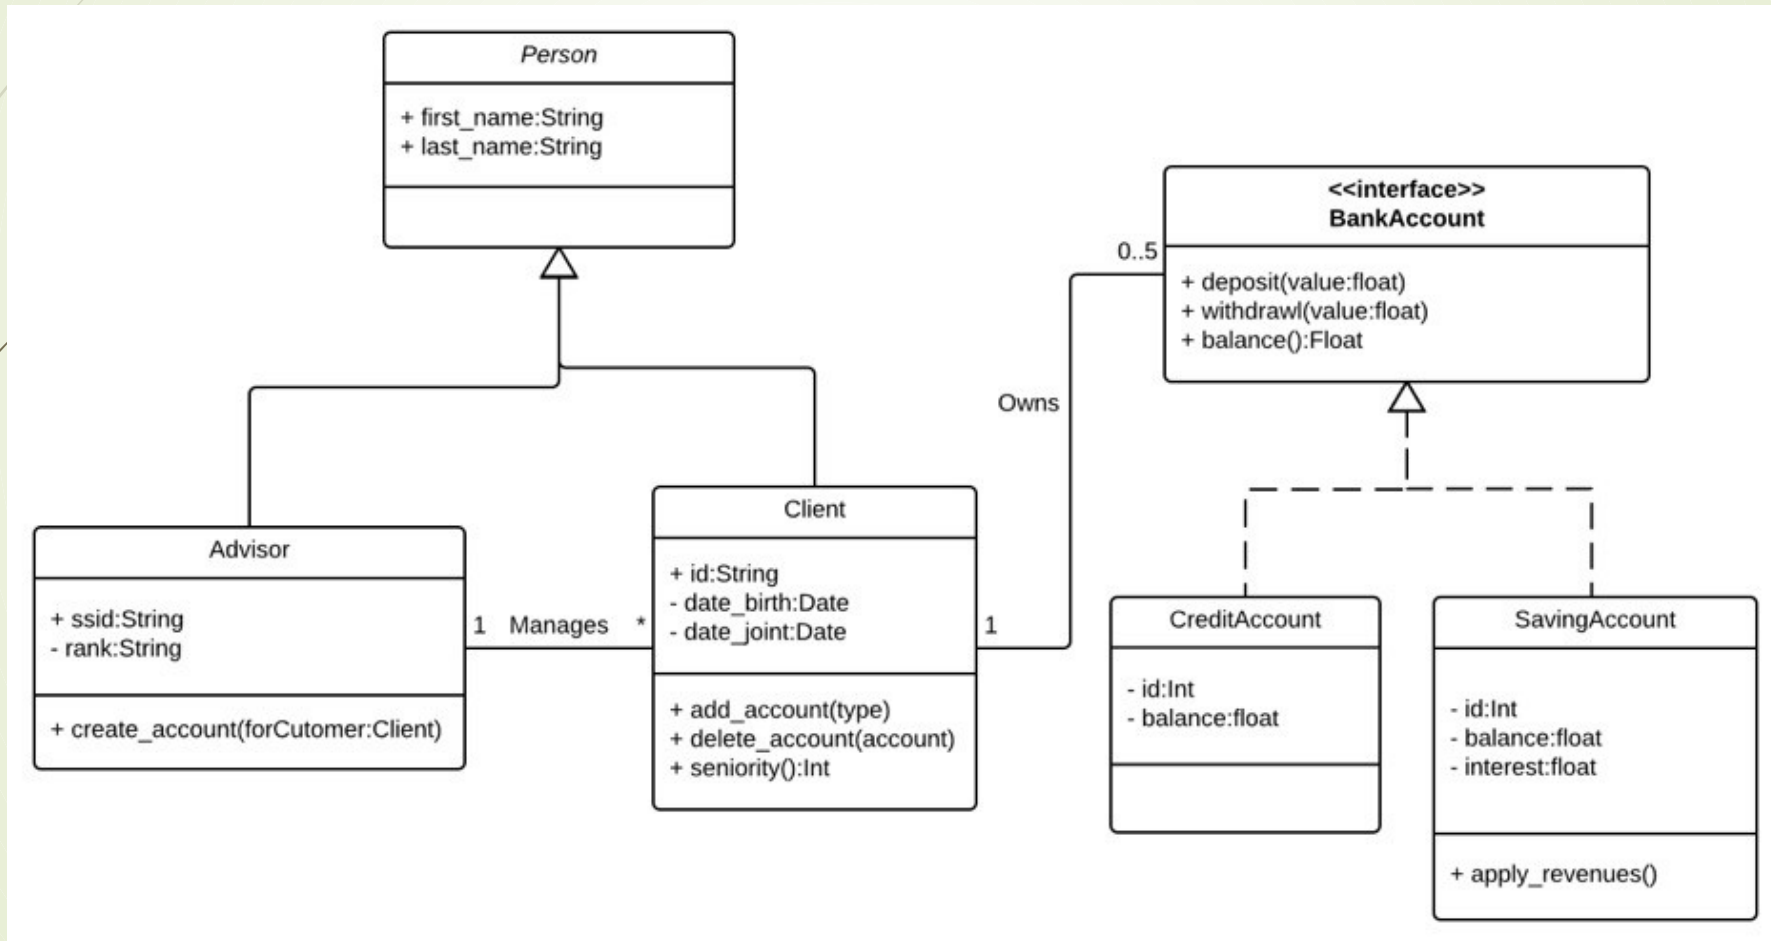 Person
+ first_name:String
+ last_name:String
<<interface>>
BankAccount
+ deposit(value:float)
+ withdrawl(value:float)
+ balance():Float
0..5
Owns
Advisor
+ ssid:String
- rank:String
+ create_account(forCutomer:Client)
1 Manages *
Client
+ id:String
- date_birth:Date
- date_joint:Date
+ add_account(type)
+ delete_account(account)
+ seniority():Int
1
CreditAccount
- id:Int
- balance:float
SavingAccount
- id:Int
- balance:float
- interest:float
+ apply_revenues()